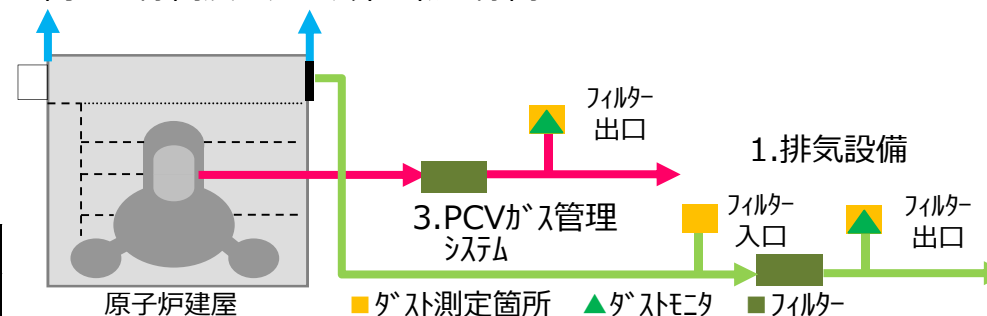 フィルター
出口
1.排気設備
3.PCVガス管理
システム
フィルター
入口
フィルター
出口
原子炉建屋
■ダスト測定箇所 ▲ダストモニタ ■フィルター